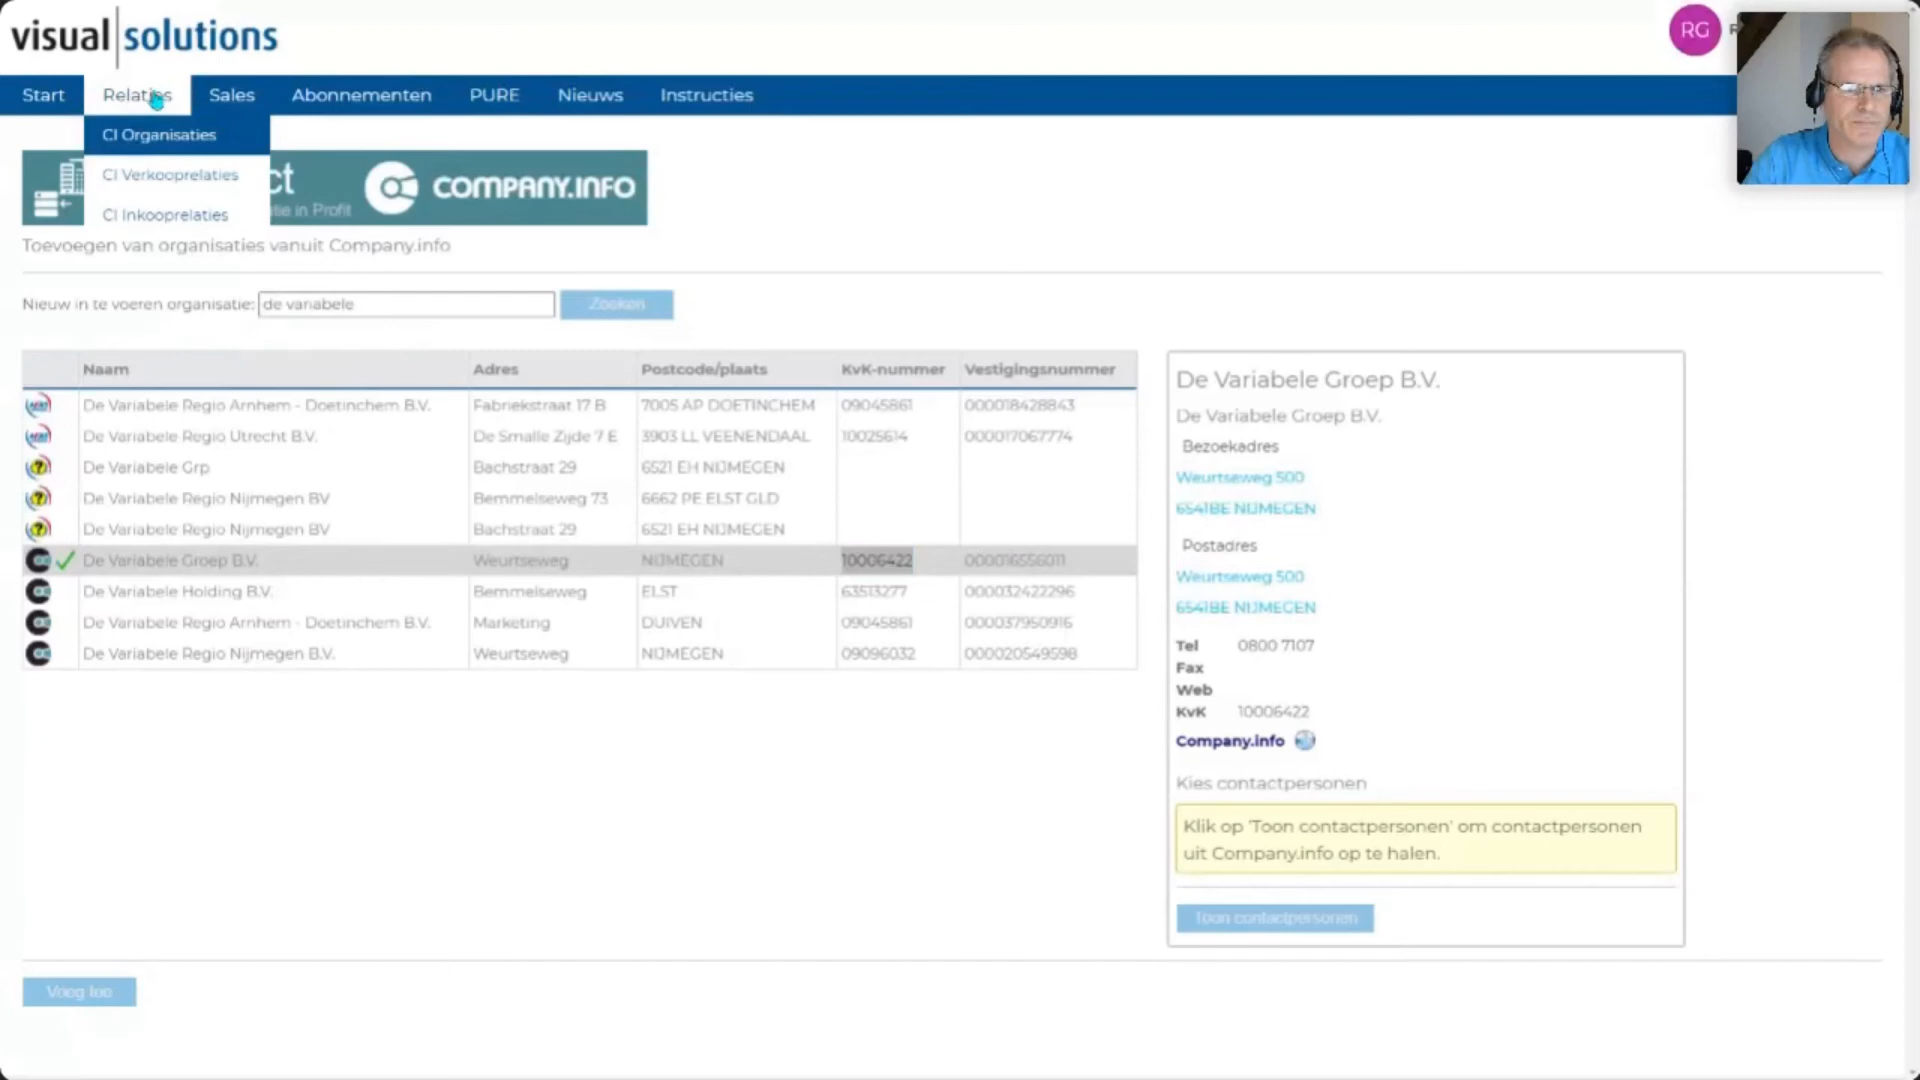 visual solutions
RG
Start Relaties Sales Abonnementen PURE Nieuws Instructies
CI Organisaties
CI Verkooprelaties
CI Inkooprelaties
ct
tie in Profit
COMPANY.INFO
Toevoegen van organisaties vanuit Company.info
Nieuw in te voeren organisatie: de variabele Zoeken
Naam Adres Postcode/plaats KvK-nummer Vestigingsnummer
De Variabele Regio Arnhem - Doetinchem B.V. Fabriekstraat 17 B 7005 AP DOETINCHEM 09045861 000018428843
De Variabele Regio Utrecht B.V. De Smalle Zijde 7 E 3903 LL VEENENDAAL 10025614 000017067774
De Variabele Grp Bachstraat 29 6521 EH NIJMEGEN
De Variabele Regio Nijmegen BV Bemmelseweg 73 6662 PE ELST GLD
De Variabele Regio Nijmegen BV Bachstraat 29 6521 EH NIJMEGEN
De Variabele Groep B.V. Weurtseweg NIJMEGEN 10006422 000016556011
De Variabele Holding B.V. Bemmelseweg ELST 63513277 000032422296
De Variabele Regio Arnhem - Doetinchem B.V. Marketing DUIVEN 09045861 000037950916
De Variabele Regio Nijmegen B.V. Weurtseweg NIJMEGEN 09096032 000020549598
De Variabele Groep B.V.
De Variabele Groep B.V.
Bezoekadres
Weurtseweg 500
6541BE NIJMEGEN
Postadres
Weurtseweg 500
6541BE NIJMEGEN
Tel 0800 7107
Fax
Web
KvK 10006422
Company.info
Kies contactpersonen
Klik op 'Toon contactpersonen' om contactpersonen
uit Company.info op te halen.
Toon contactpersonen
Voeg toe